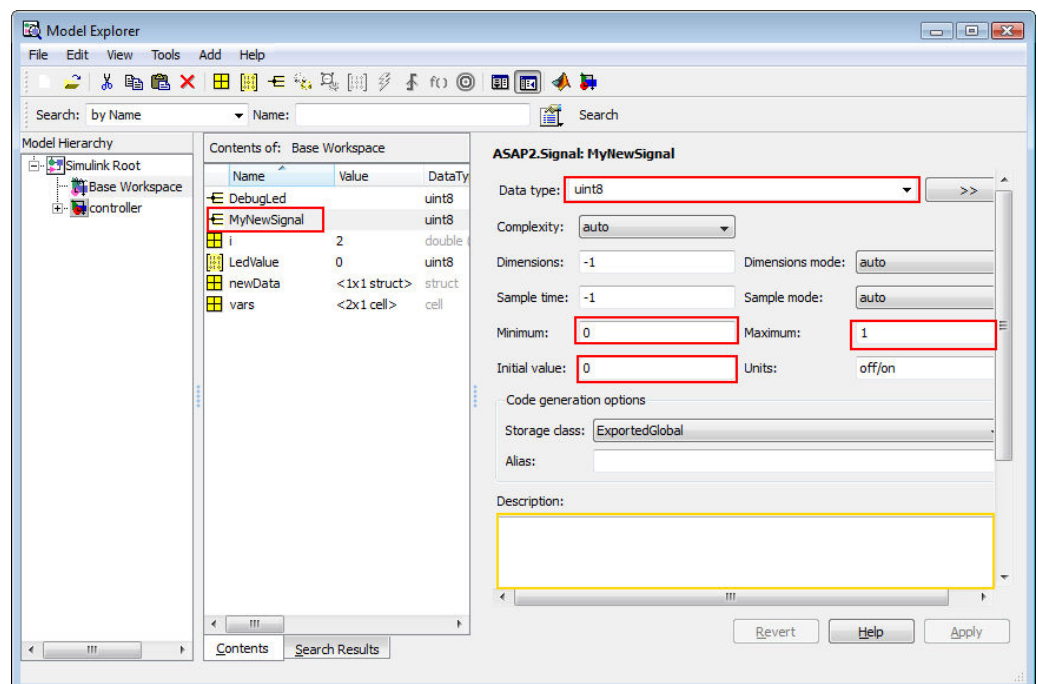 Model Explorer
File Edit View Tools Add Help
f()
Search: by Name Name: Search
Model Hierarchy
Simulink Root
Base Workspace
controller
Contents of: Base Workspace
Name Value DataTy
DebugLed uint8
MyNewSignal uint8
i 2 double (
LedValue 0 uint8
newData <1x1 struct> struct
vars <2x1 cell> cell
Contents Search Results
ASAP2.Signal: MyNewSignal
Data type: uint8 >>
Complexity: auto
Dimensions: -1 Dimensions mode: auto
Sample time: -1 Sample mode: auto
Minimum: 0 Maximum: 1
Initial value: 0 Units: off/on
Code generation options
Storage class: ExportedGlobal
Alias:
Description:
Revert Help Apply